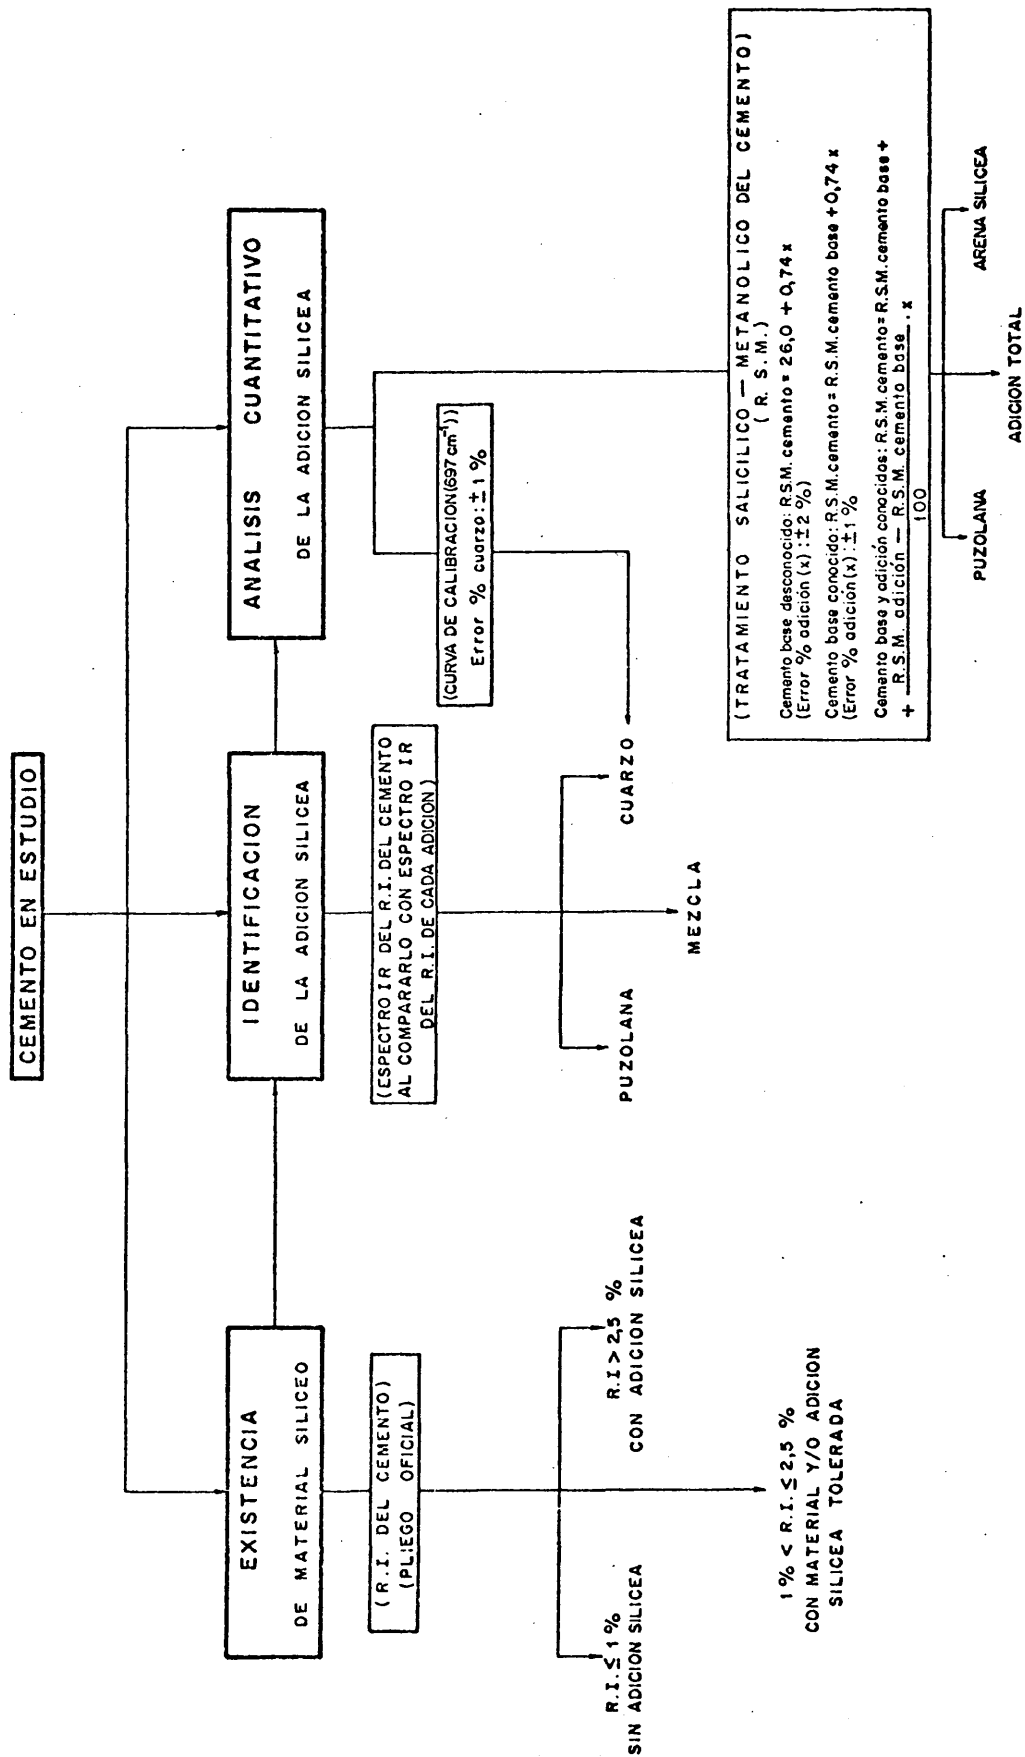 CEMENTO EN ESTUDIO
EXISTENCIA
DE MATERIAL SILICEO
(R.I. DEL CEMENTO)
(PLIEGO OFICIAL)
R.I. ≤ 1 %
SIN ADICION SILICEA
R.I > 2,5 %
CON ADICION SILICEA
1 % < R.I. ≤ 2,5 %
CON MATERIAL Y/O ADICION
SILICEA TOLERADA
IDENTIFICACION
DE LA ADICION SILICEA
(ESPECTRO IR DEL R.I. DEL CEMENTO
AL COMPARARLO CON ESPECTRO IR
DEL R.I. DE CADA ADICION)
PUZOLANA
MEZCLA
CUARZO
ANALISIS CUANTITATIVO
DE LA ADICION SILICEA
(CURVA DE CALIBRACION (697 cm⁻¹))
Error % cuarzo: ± 1 %
(TRATAMIENTO SALICILICO — METANOLICO DEL CEMENTO)
( R. S. M.)
Cemento base desconocido: R.S.M. cemento = 26,0 + 0,74 x
(Error % adición (x) : ± 2 %)
Cemento base conocido: R.S.M. cemento = R.S.M. cemento base + 0,74 x
(Error % adición (x) : ± 1 %
Cemento base y adición conocidos: R.S.M. cemento = R.S.M. cemento base +
+ R.S.M. adición — R.S.M. cemento base . x
100
PUZOLANA
ARENA SILICEA
ADICION TOTAL